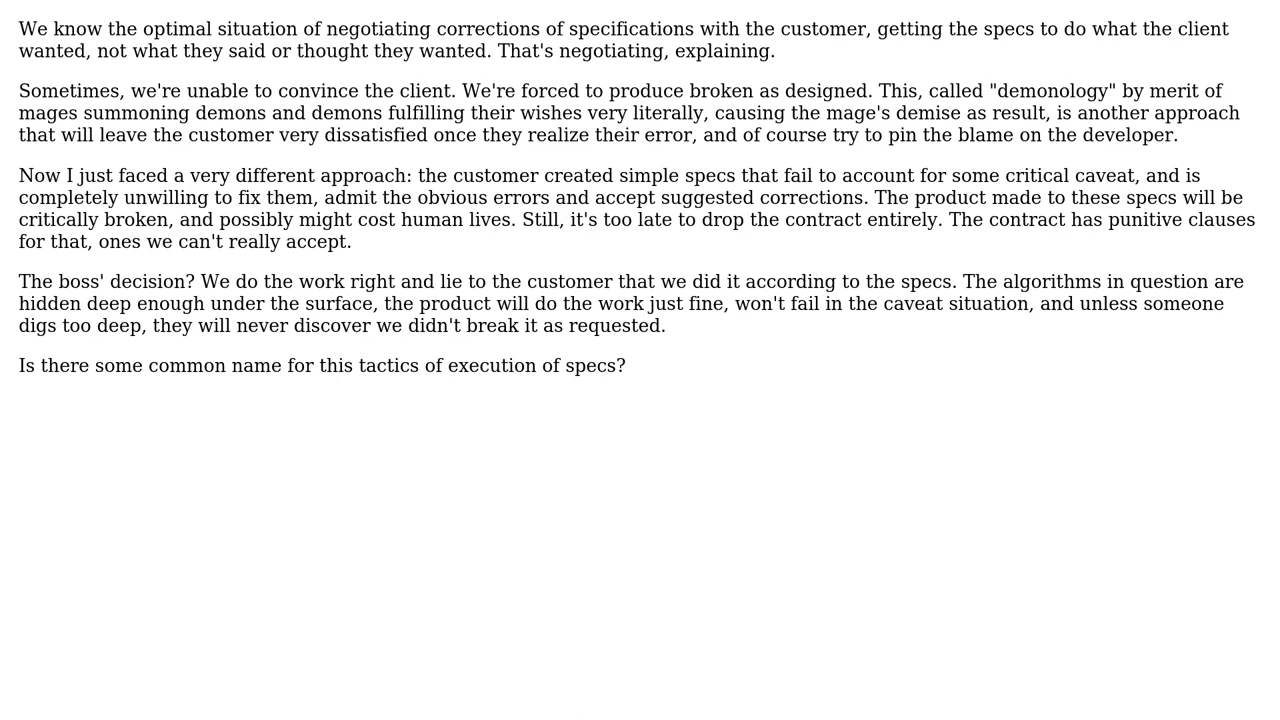 We know the optimal situation of negotiating corrections of specifications with the customer, getting the specs to do what the client
wanted, not what they said or thought they wanted. That's negotiating, explaining.
Sometimes, we're unable to convince the client. We're forced to produce broken as designed. This, called "demonology" by merit of
mages summoning demons and demons fulfilling their wishes very literally, causing the mage's demise as result, is another approach
that will leave the customer very dissatisfied once they realize their error, and of course try to pin the blame on the developer.
Now I just faced a very different approach: the customer created simple specs that fail to account for some critical caveat, and is
completely unwilling to fix them, admit the obvious errors and accept suggested corrections. The product made to these specs will be
critically broken, and possibly might cost human lives. Still, it's too late to drop the contract entirely. The contract has punitive clauses
for that, ones we can't really accept.
The boss' decision? We do the work right and lie to the customer that we did it according to the specs. The algorithms in question are
hidden deep enough under the surface, the product will do the work just fine, won't fail in the caveat situation, and unless someone
digs too deep, they will never discover we didn't break it as requested.
Is there some common name for this tactics of execution of specs?